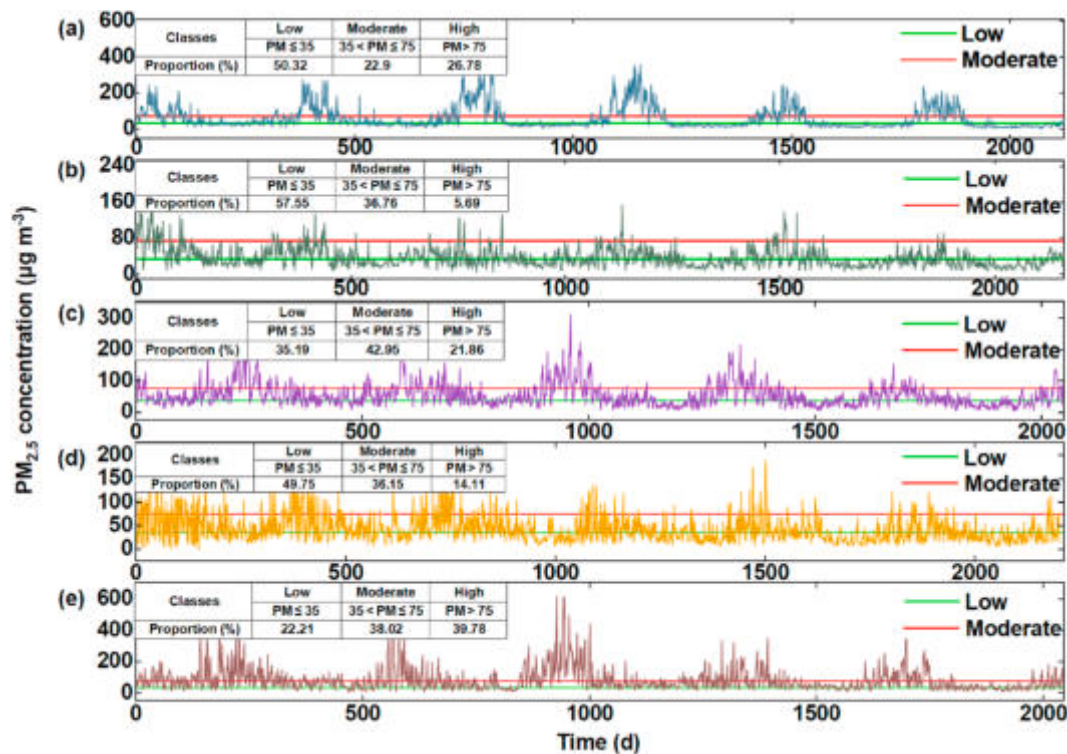 PM2.5 concentration (µg m-3)
(a)
600
400
200
0
Classes Low Moderate High
PM ≤ 35 35 < PM ≤ 75 PM > 75
Proportion (%) 50.32 22.9 26.78
Low
Moderate
0 500 1000 1500 2000
(b)
240
160
80
0
Classes Low Moderate High
PM ≤ 35 35 < PM ≤ 75 PM > 75
Proportion (%) 57.55 36.76 5.69
Low
Moderate
0 500 1000 1500 2000
(c)
300
200
100
0
Classes Low Moderate High
PM ≤ 35 35 < PM ≤ 75 PM > 75
Proportion (%) 35.19 42.95 21.86
Low
Moderate
0 500 1000 1500 2000
(d)
200
150
100
50
0
Classes Low Moderate High
PM ≤ 35 35 < PM ≤ 75 PM > 75
Proportion (%) 49.75 36.15 14.11
Low
Moderate
0 500 1000 1500 2000
(e)
600
400
200
0
Classes Low Moderate High
PM ≤ 35 35 < PM ≤ 75 PM > 75
Proportion (%) 22.21 38.02 39.78
Low
Moderate
0 500 1000 1500 2000
Time (d)